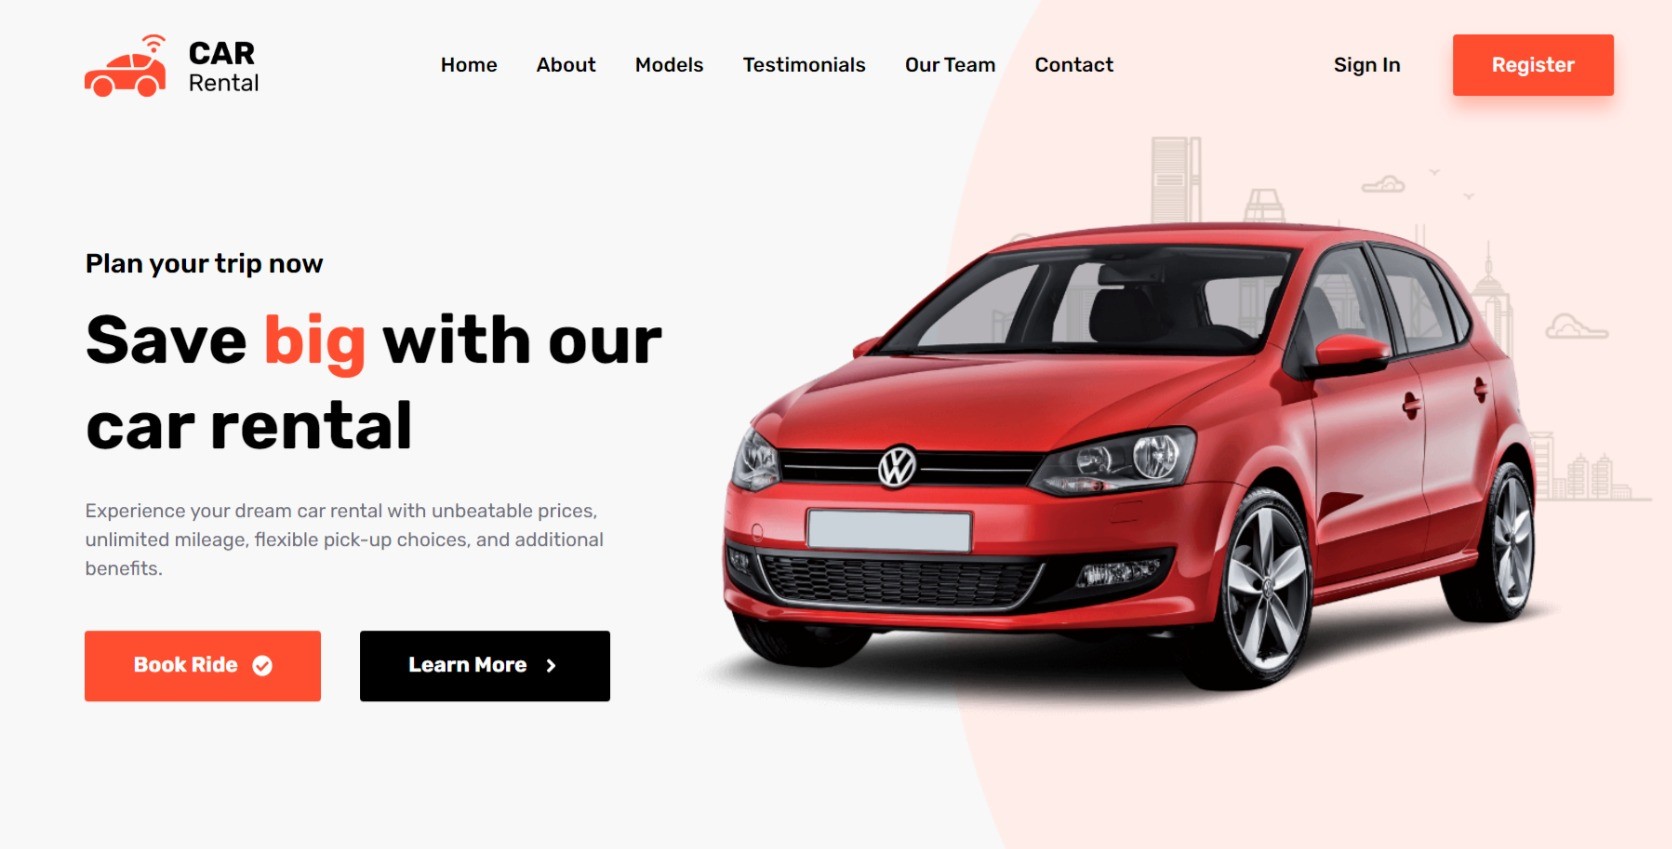 CAR
Rental
Home About Models Testimonials Our Team Contact Sign In Register
Plan your trip now
Save big with our
car rental
Experience your dream car rental with unbeatable prices,
unlimited mileage, flexible pick-up choices, and additional
benefits.
Book Ride Learn More